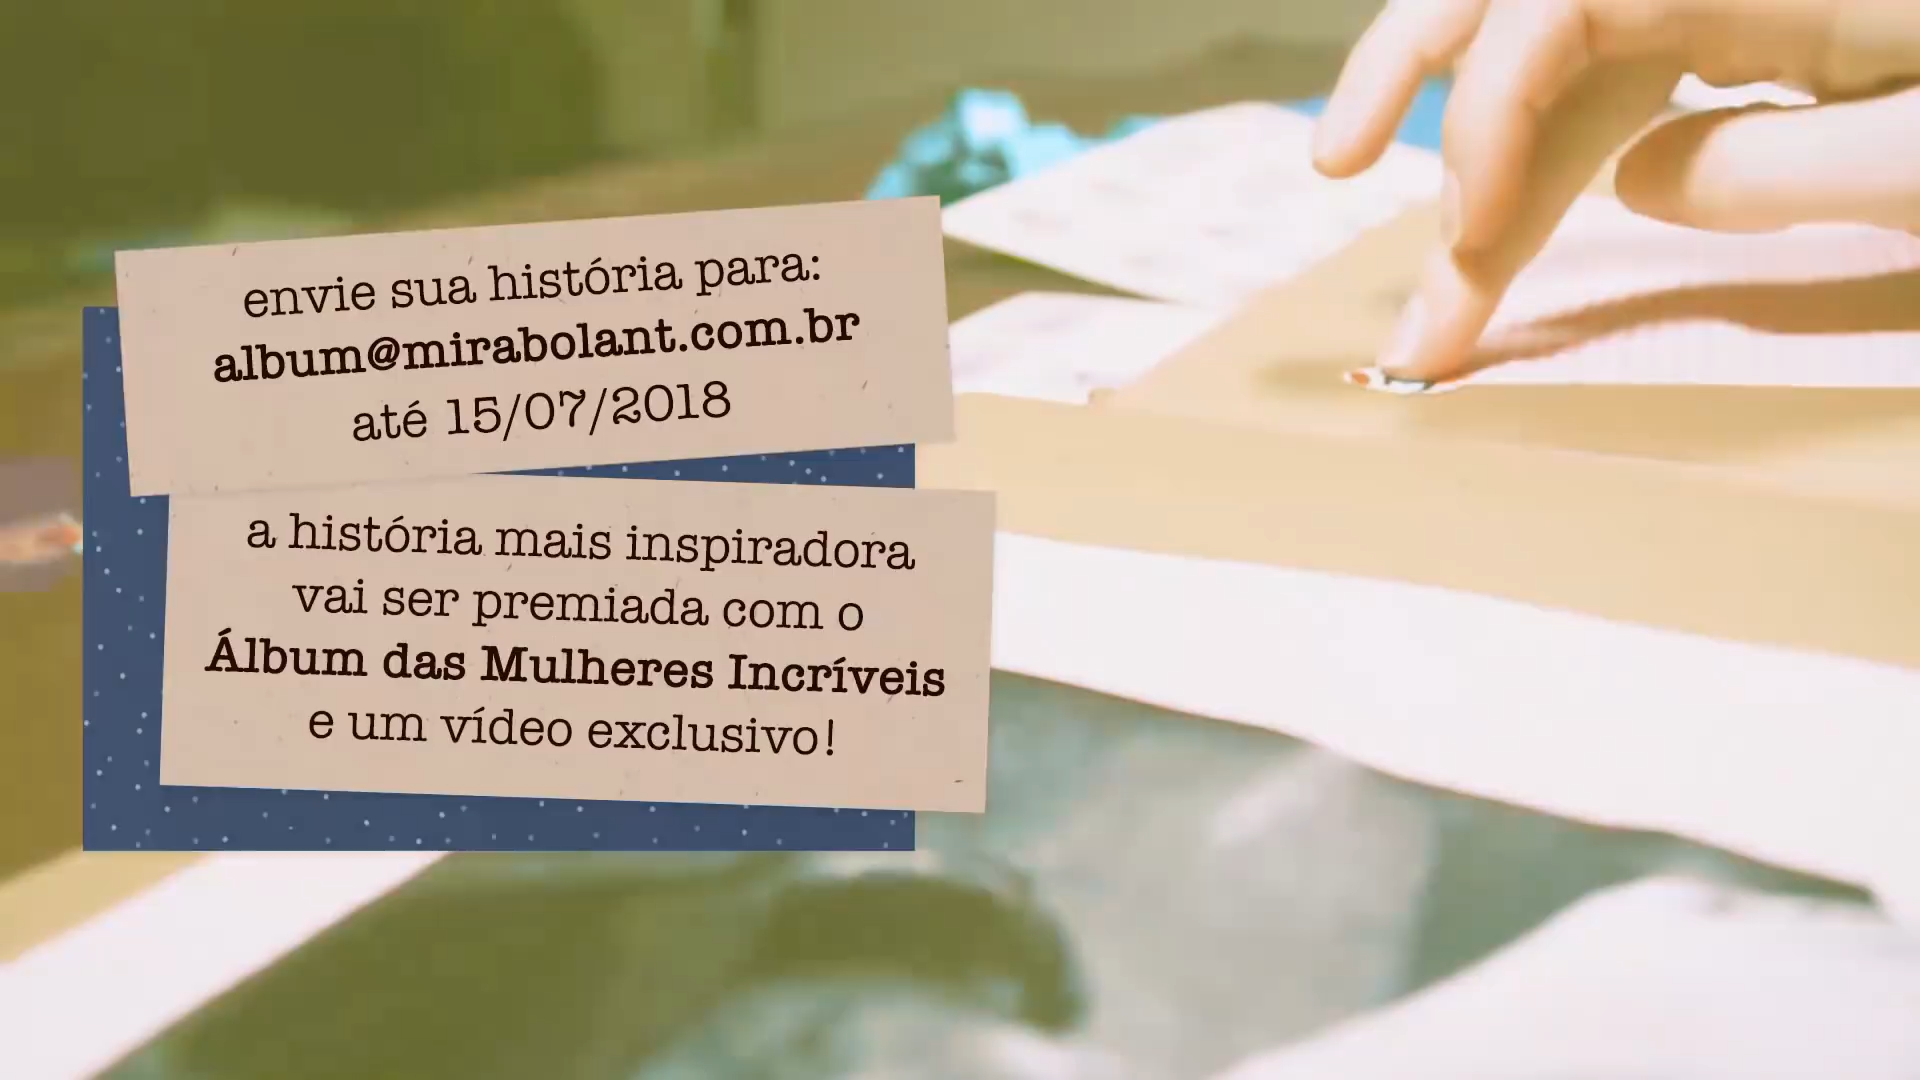 envie sua história para:
album@mirabolant.com.br
até 15/07/2018
a história mais inspiradora
vai ser premiada com o
Álbum das Mulheres Incríveis
e um vídeo exclusivo!